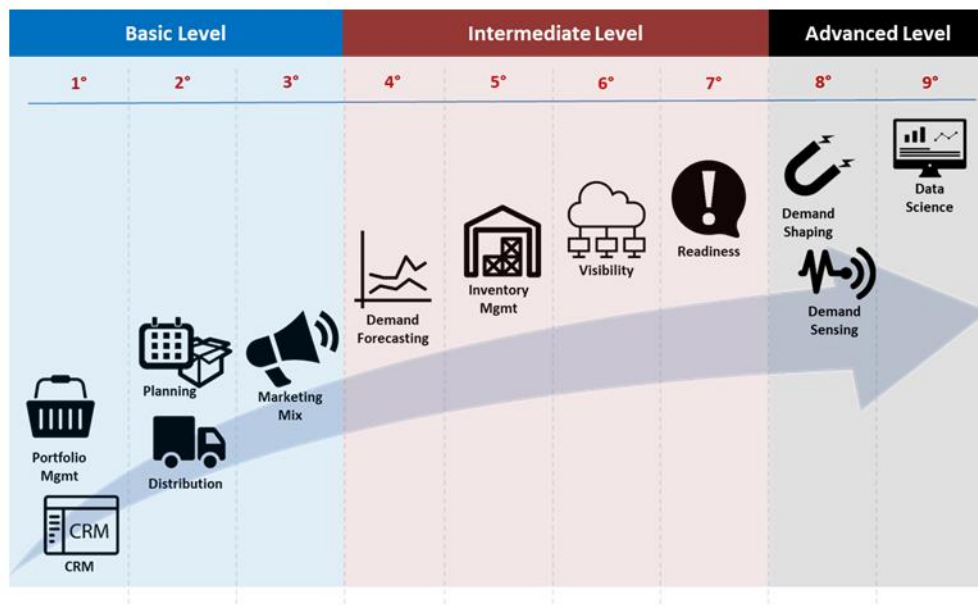 Basic Level
Intermediate Level
Advanced Level
1°
2°
3°
4°
5°
6°
7°
8°
9°
Portfolio
Mgmt
CRM
CRM
Planning
Distribution
Marketing
Mix
Demand
Forecasting
Inventory
Mgmt
Visibility
Readiness
Demand
Shaping
Demand
Sensing
Data
Science